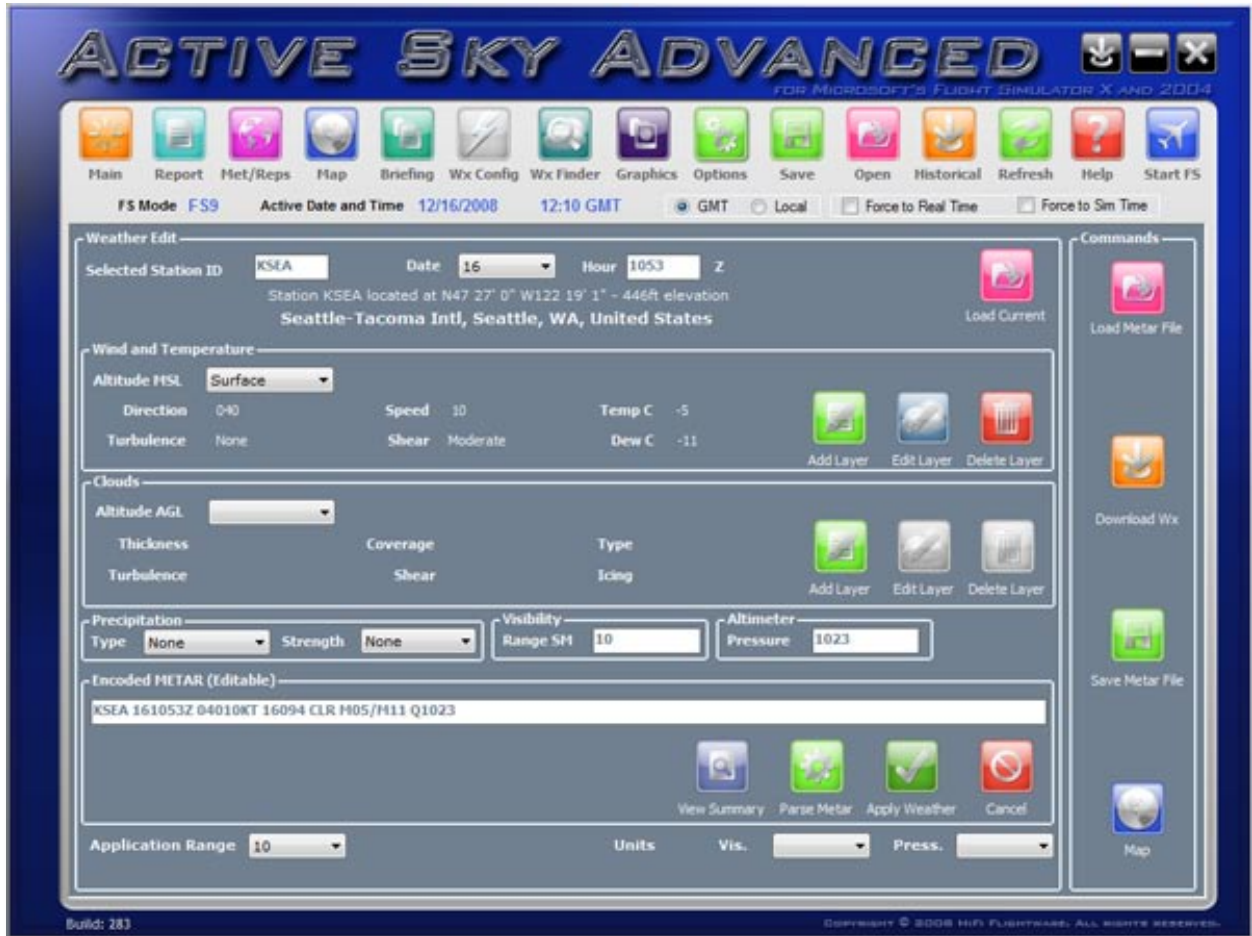 ACTIVE SKY ADVANCED
FOR MICROSOFT'S FLIGHT SIMULATOR X AND 2004
Main Report Met/Reps Map Briefing Wx Config Wx Finder Graphics Options Save Open Historical Refresh Help Start FS
FS Mode FS9 Active Date and Time 12/16/2008 12:10 GMT GMT Local Force to Real Time Force to Sim Time
Weather Edit
Selected Station ID KSEA Date 16 Hour 1053 Z
Station KSEA located at N47 27' 0" W122 19' 1" - 446ft elevation
Seattle-Tacoma Intl, Seattle, WA, United States
Load Current
Wind and Temperature
Altitude MSL Surface
Direction 040 Speed 10 Temp C -5
Turbulence None Shear Moderate Dew C -11
Add Layer Edit Layer Delete Layer
Clouds
Altitude AGL
Thickness Coverage Type
Turbulence Shear Icing
Add Layer Edit Layer Delete Layer
Precipitation
Type None Strength None
Visibility
Range SM 10
Altimeter
Pressure 1023
Encoded METAR (Editable)
KSEA 161053Z 04010KT 16094 CLR M05/M11 Q1023
View Summary Parse Metar Apply Weather Cancel
Application Range 10 Units Vis. Press.
Commands
Load Metar File
Download Wx
Save Metar File
Map
Build: 283
COPYRIGHT © 2008 HIFI FLIGHTWARE, ALL RIGHTS RESERVED.